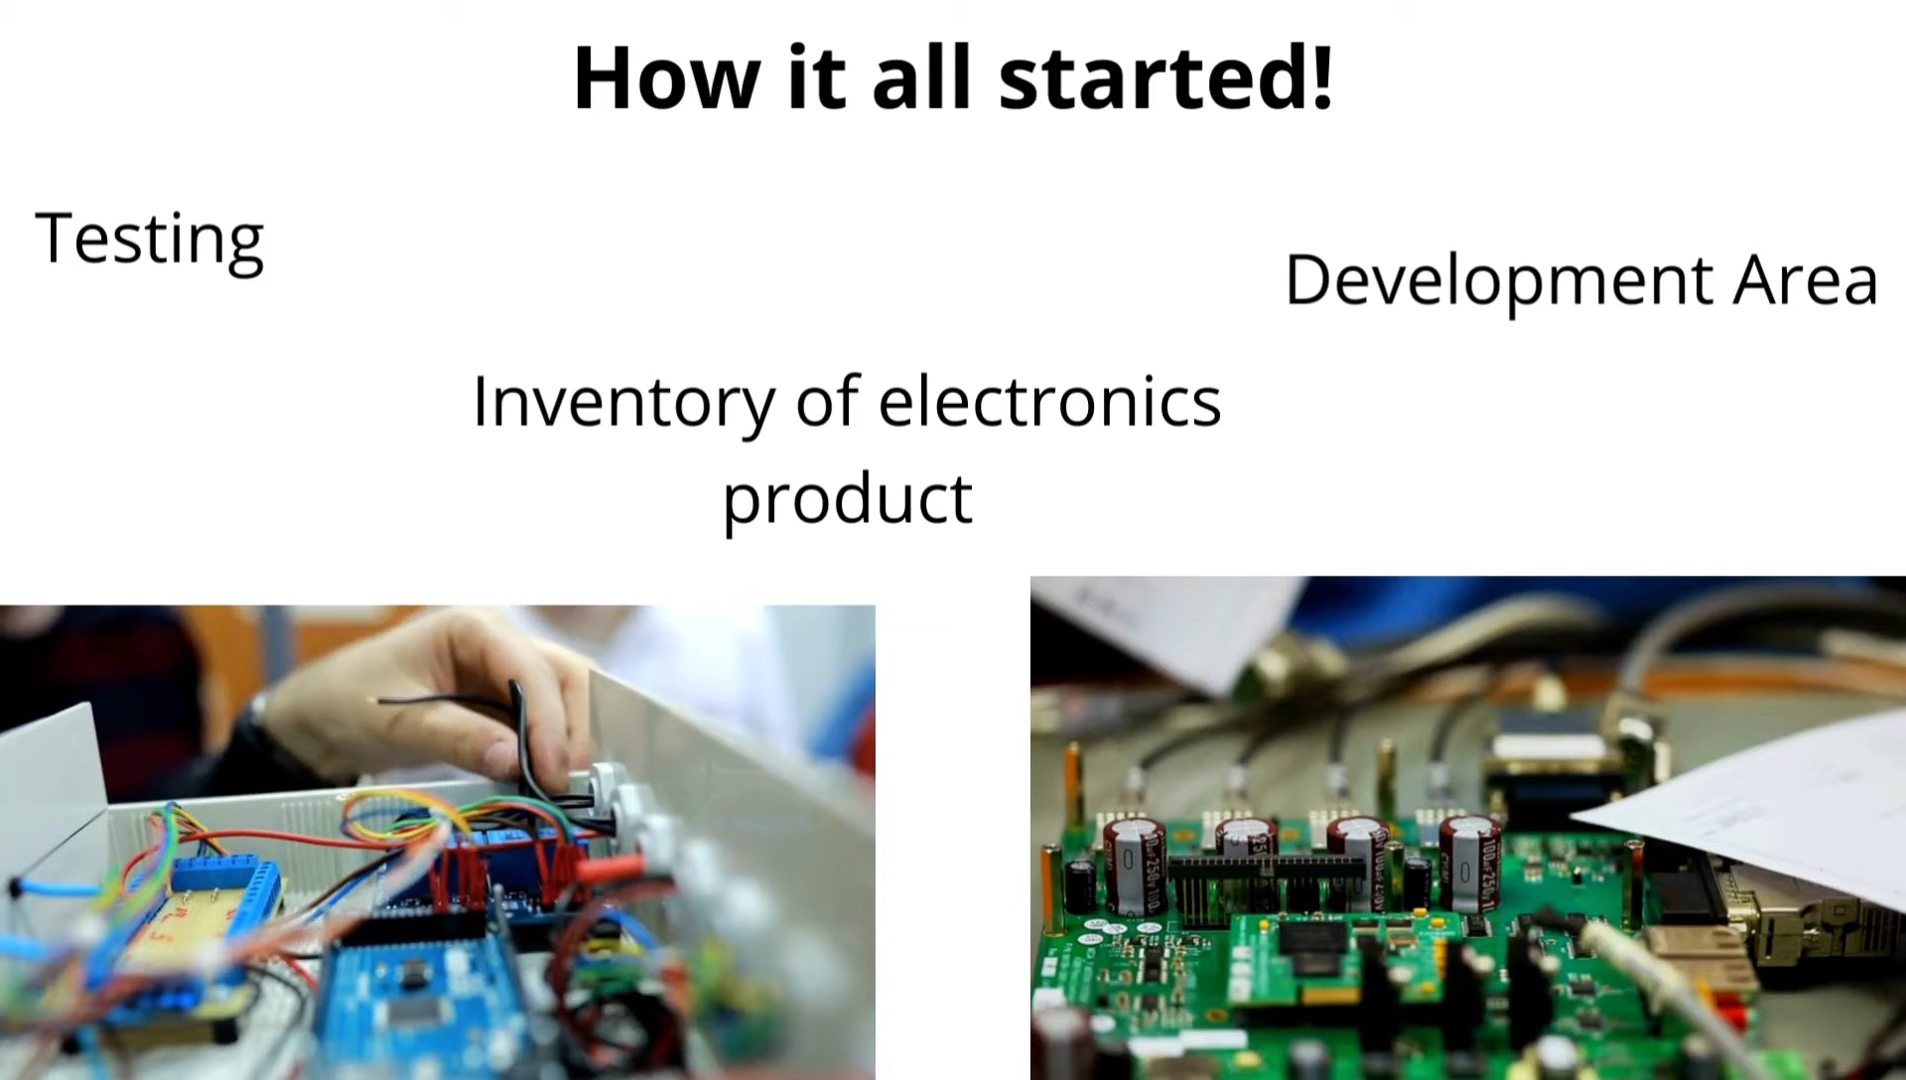 How it all started!
Testing
Development Area
Inventory of electronics
product